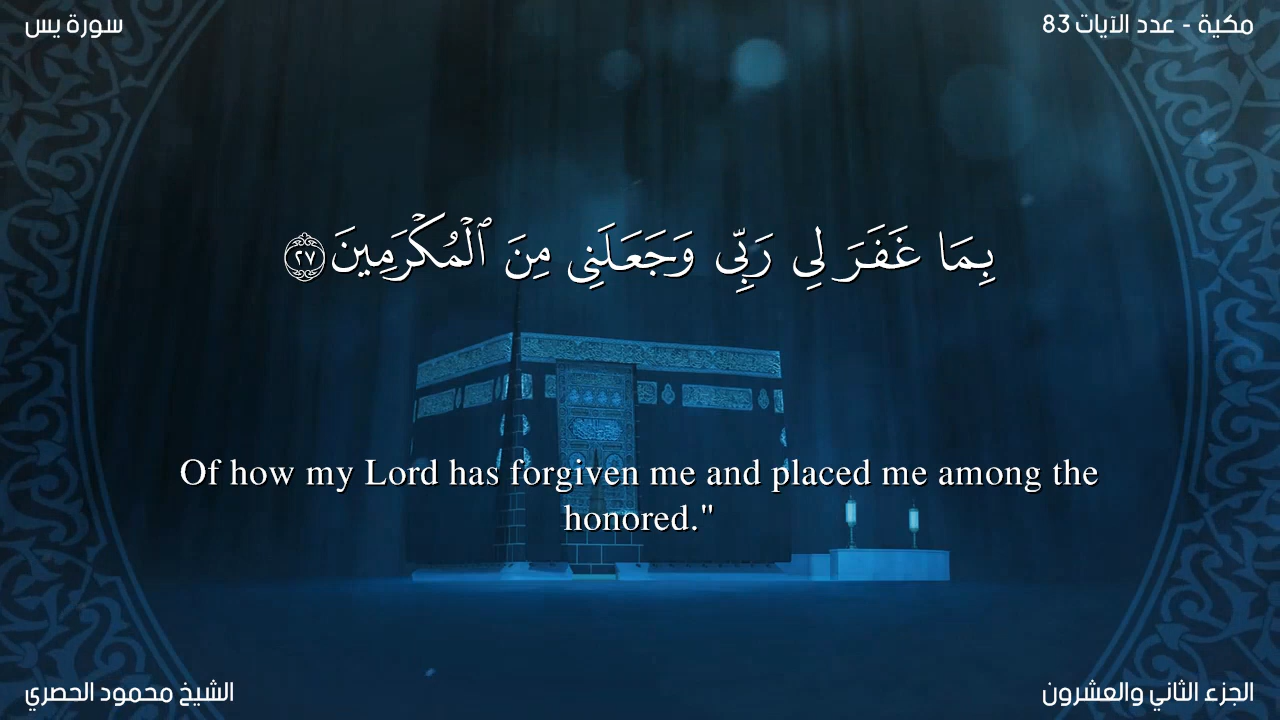 سورة يس
مكية - عدد الآيات 83
بِمَا غَفَرَ لِى رَبِّى وَجَعَلَنِى مِنَ ٱلْمُكْرَمِينَ ٢٧
Of how my Lord has forgiven me and placed me among the
honored."
الشيخ محمود الحصري
الجزء الثاني والعشرون